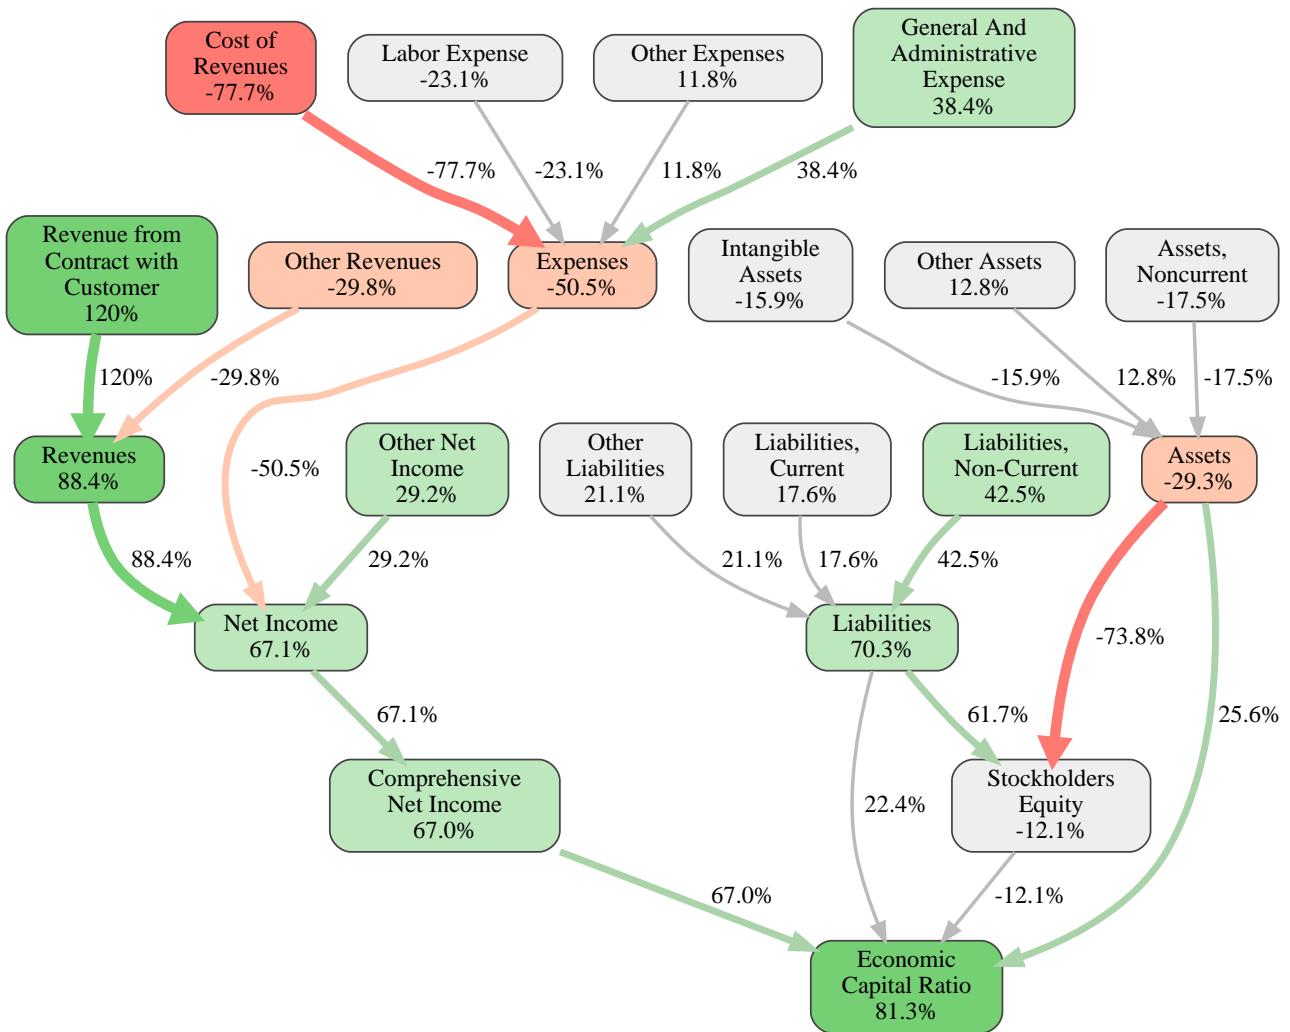 Cost of
Revenues
-77.7%
Labor Expense
-23.1%
Other Expenses
11.8%
General And
Administrative
Expense
38.4%
-77.7%
-23.1%
11.8%
38.4%
Revenue from
Contract with
Customer
120%
Other Revenues
-29.8%
Expenses
-50.5%
Intangible
Assets
-15.9%
Other Assets
12.8%
Assets,
Noncurrent
-17.5%
120%
-29.8%
-15.9%
12.8%
-17.5%
Revenues
88.4%
-50.5%
Other Net
Income
29.2%
Other
Liabilities
21.1%
Liabilities,
Current
17.6%
Liabilities,
Non-Current
42.5%
Assets
-29.3%
88.4%
29.2%
21.1%
17.6%
42.5%
Net Income
67.1%
Liabilities
70.3%
-73.8%
67.1%
61.7%
25.6%
Comprehensive
Net Income
67.0%
22.4%
Stockholders
Equity
-12.1%
67.0%
-12.1%
Economic
Capital Ratio
81.3%